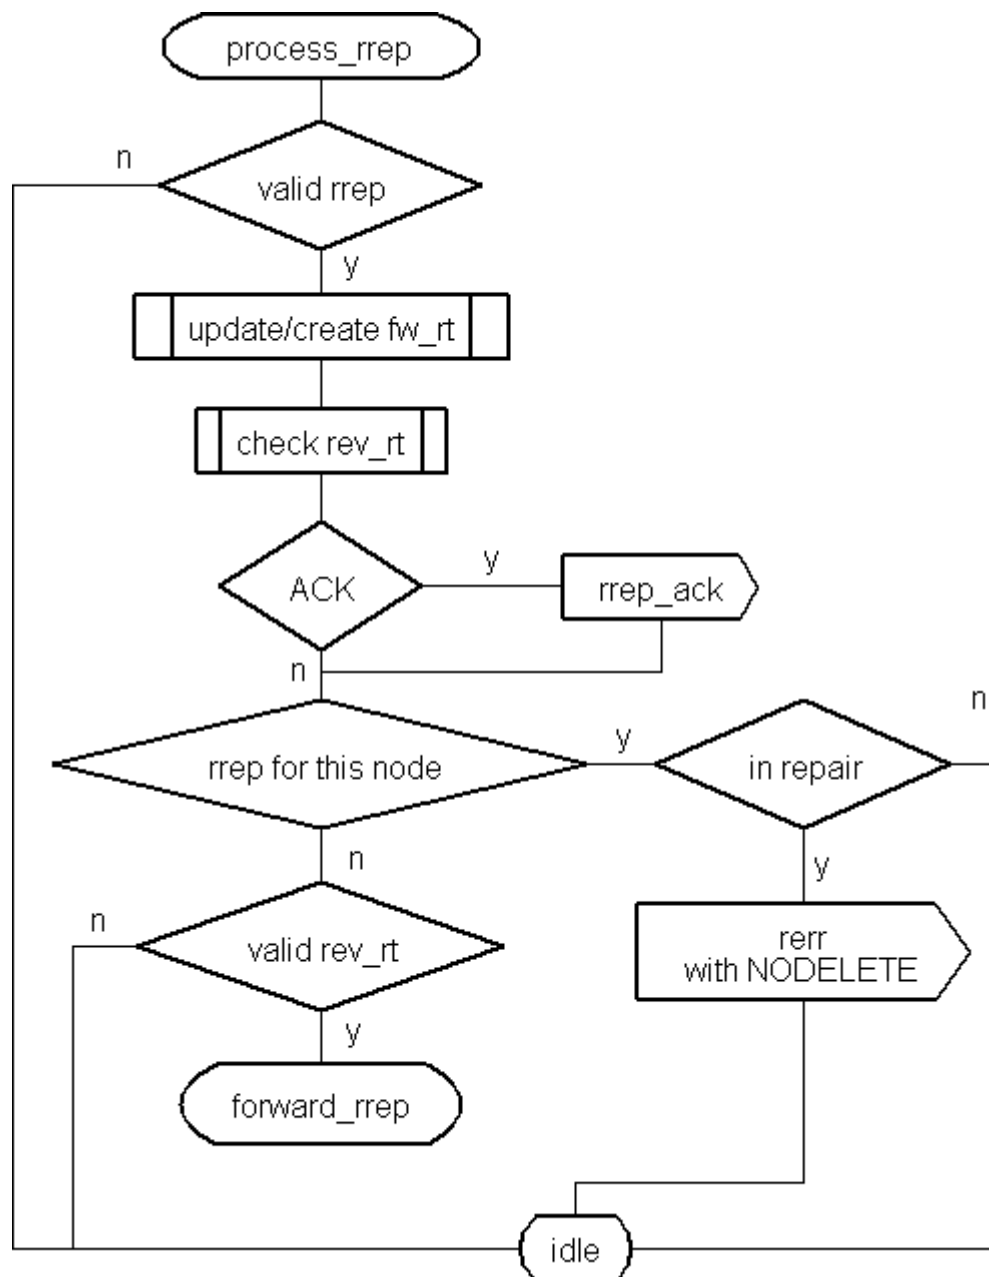 process_rrep
n
valid rrep
y
update/create fw_rt
check rev_rt
y
ACK
rrep_ack
n
n
y
rrep for this node
in repair
n
y
n
valid rev_rt
rerr
with NODELETE
y
forward_rrep
idle